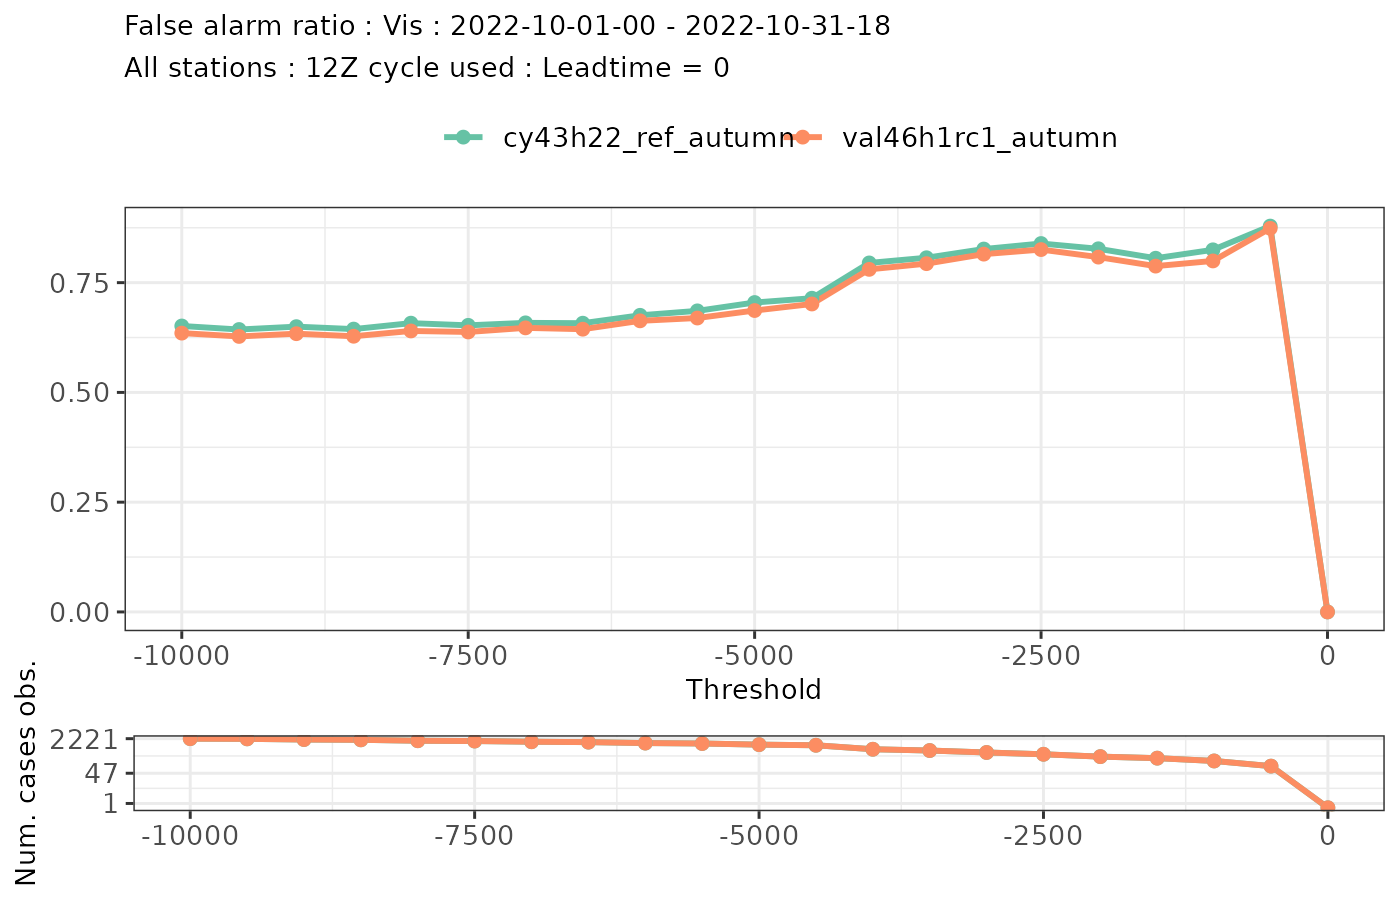 False alarm ratio : Vis : 2022-10-01-00 - 2022-10-31-18
All stations : 12Z cycle used : Leadtime = 0
cy43h22_ref_autumn val46h1rc1_autumn
0.75
0.50
0.25
0.00
-10000 -7500 -5000 -2500 0
Threshold
Num. cases obs.
2221
47
1
-10000 -7500 -5000 -2500 0